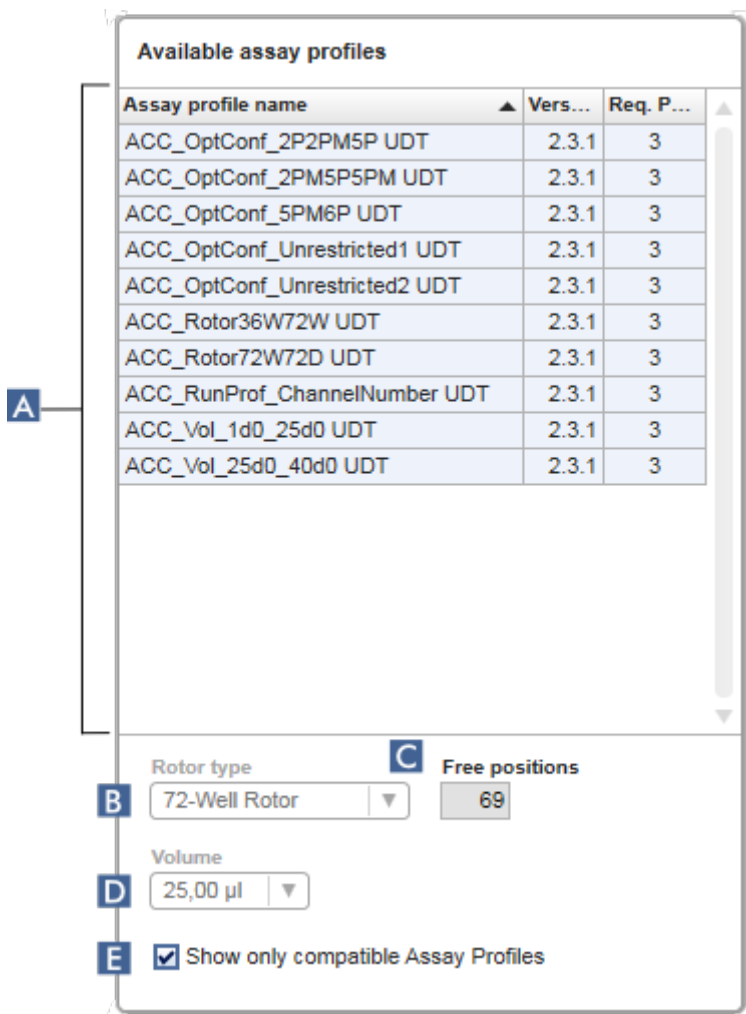 Available assay profiles
Assay profile name Vers... Req. P...
ACC_OptConf_2P2PM5P UDT 2.3.1 3
ACC_OptConf_2PM5P5PM UDT 2.3.1 3
ACC_OptConf_5PM6P UDT 2.3.1 3
ACC_OptConf_Unrestricted1 UDT 2.3.1 3
ACC_OptConf_Unrestricted2 UDT 2.3.1 3
ACC_Rotor36W72W UDT 2.3.1 3
ACC_Rotor72W72D UDT 2.3.1 3
ACC_RunProf_ChannelNumber UDT 2.3.1 3
A
ACC_Vol_1d0_25d0 UDT 2.3.1 3
ACC_Vol_25d0_40d0 UDT 2.3.1 3
Rotor type C Free positions
B 72-Well Rotor 69
Volume
D 25,00 µl
E Show only compatible Assay Profiles